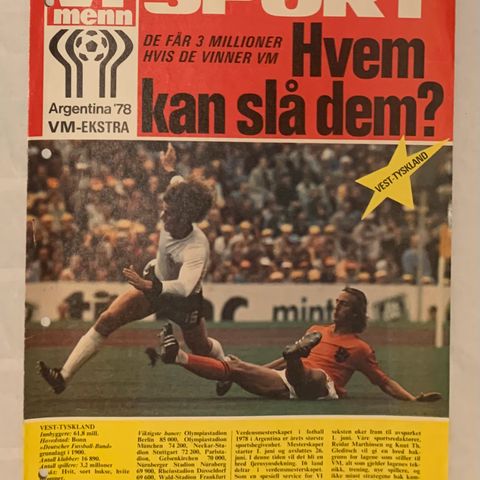 Vi
menn
SPORT
DE FÅR 3 MILLIONER
HVIS DE VINNER VM
Hvem
kan slå dem?
Argentina '78
VM-EKSTRA
VEST-TYSKLAND
mint
VEST-TYSKLAND
Innbyggere: 61,8 mill.
Hovedstad: Bonn
«Deutscher Fussball-Bund»
grunnlagt i 1900.
Antall klubber: 16 890.
Antall spillere: 3,2 millioner
Hvit, sort bukse, hvite
Viktigste baner: Olympiastadion
Berlin 85 000, Olympiastadion
München 74 200, Neckar-Sta-
dion Stuttgart 72 200, Parksta-
dion, Gelsenkirchen 70 000,
Nürnberger Stadion Nürnberg
69 900, Rheinstadion Düsseldorf
69 600, Wald-Stadion Frankfurt
Verdensmesterskapet i fotball
1978 i Argentina er årets største
sportsbegivenhet. Mesterskapet
starter 1. juni og avsluttes 26.
juni. I denne tiden vil det bli en
bred fjernsynsdekning. 16 land
deltar i verdensmesterskapet.
Som en spesiell service for VI
seksten uker fram til avsparket
1. juni. Våre sportsredaktører,
Reidar Marthinsen og Knut Th.
Gleditsch vil gi en bred bak-
grunn for lagene som stiller til
VM, alt som gjelder lagenes tek-
nikk, trening, nye spillere, og
ikke minst strategene bak kam-